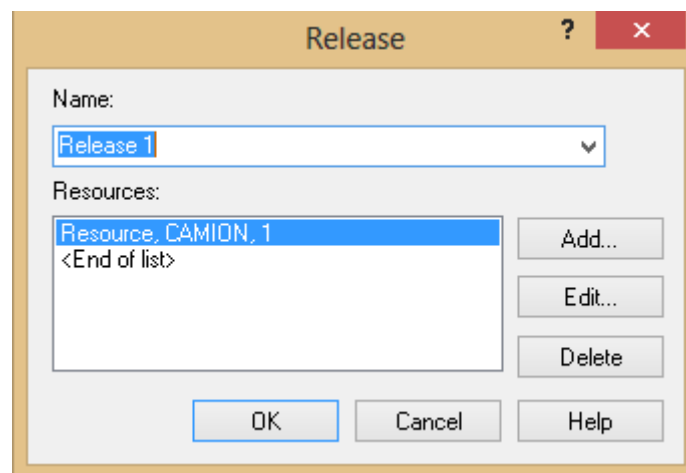 Release
?
×
Name:
Release 1
Resources:
Resource, CAMION, 1
<End of list>
Add...
Edit...
Delete
OK
Cancel
Help